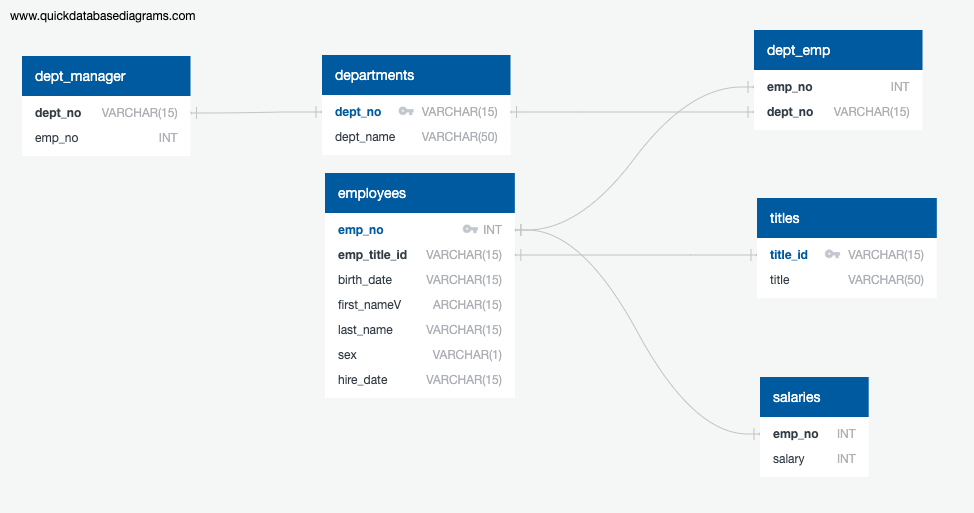 www.quickdatabasediagrams.com
dept_manager
dept_no VARCHAR(15)
emp_no INT
departments
dept_no VARCHAR(15)
dept_name VARCHAR(50)
dept_emp
emp_no INT
dept_no VARCHAR(15)
employees
emp_no INT
emp_title_id VARCHAR(15)
birth_date VARCHAR(15)
first_nameV ARCHAR(15)
last_name VARCHAR(15)
sex VARCHAR(1)
hire_date VARCHAR(15)
titles
title_id VARCHAR(15)
title VARCHAR(50)
salaries
emp_no INT
salary INT